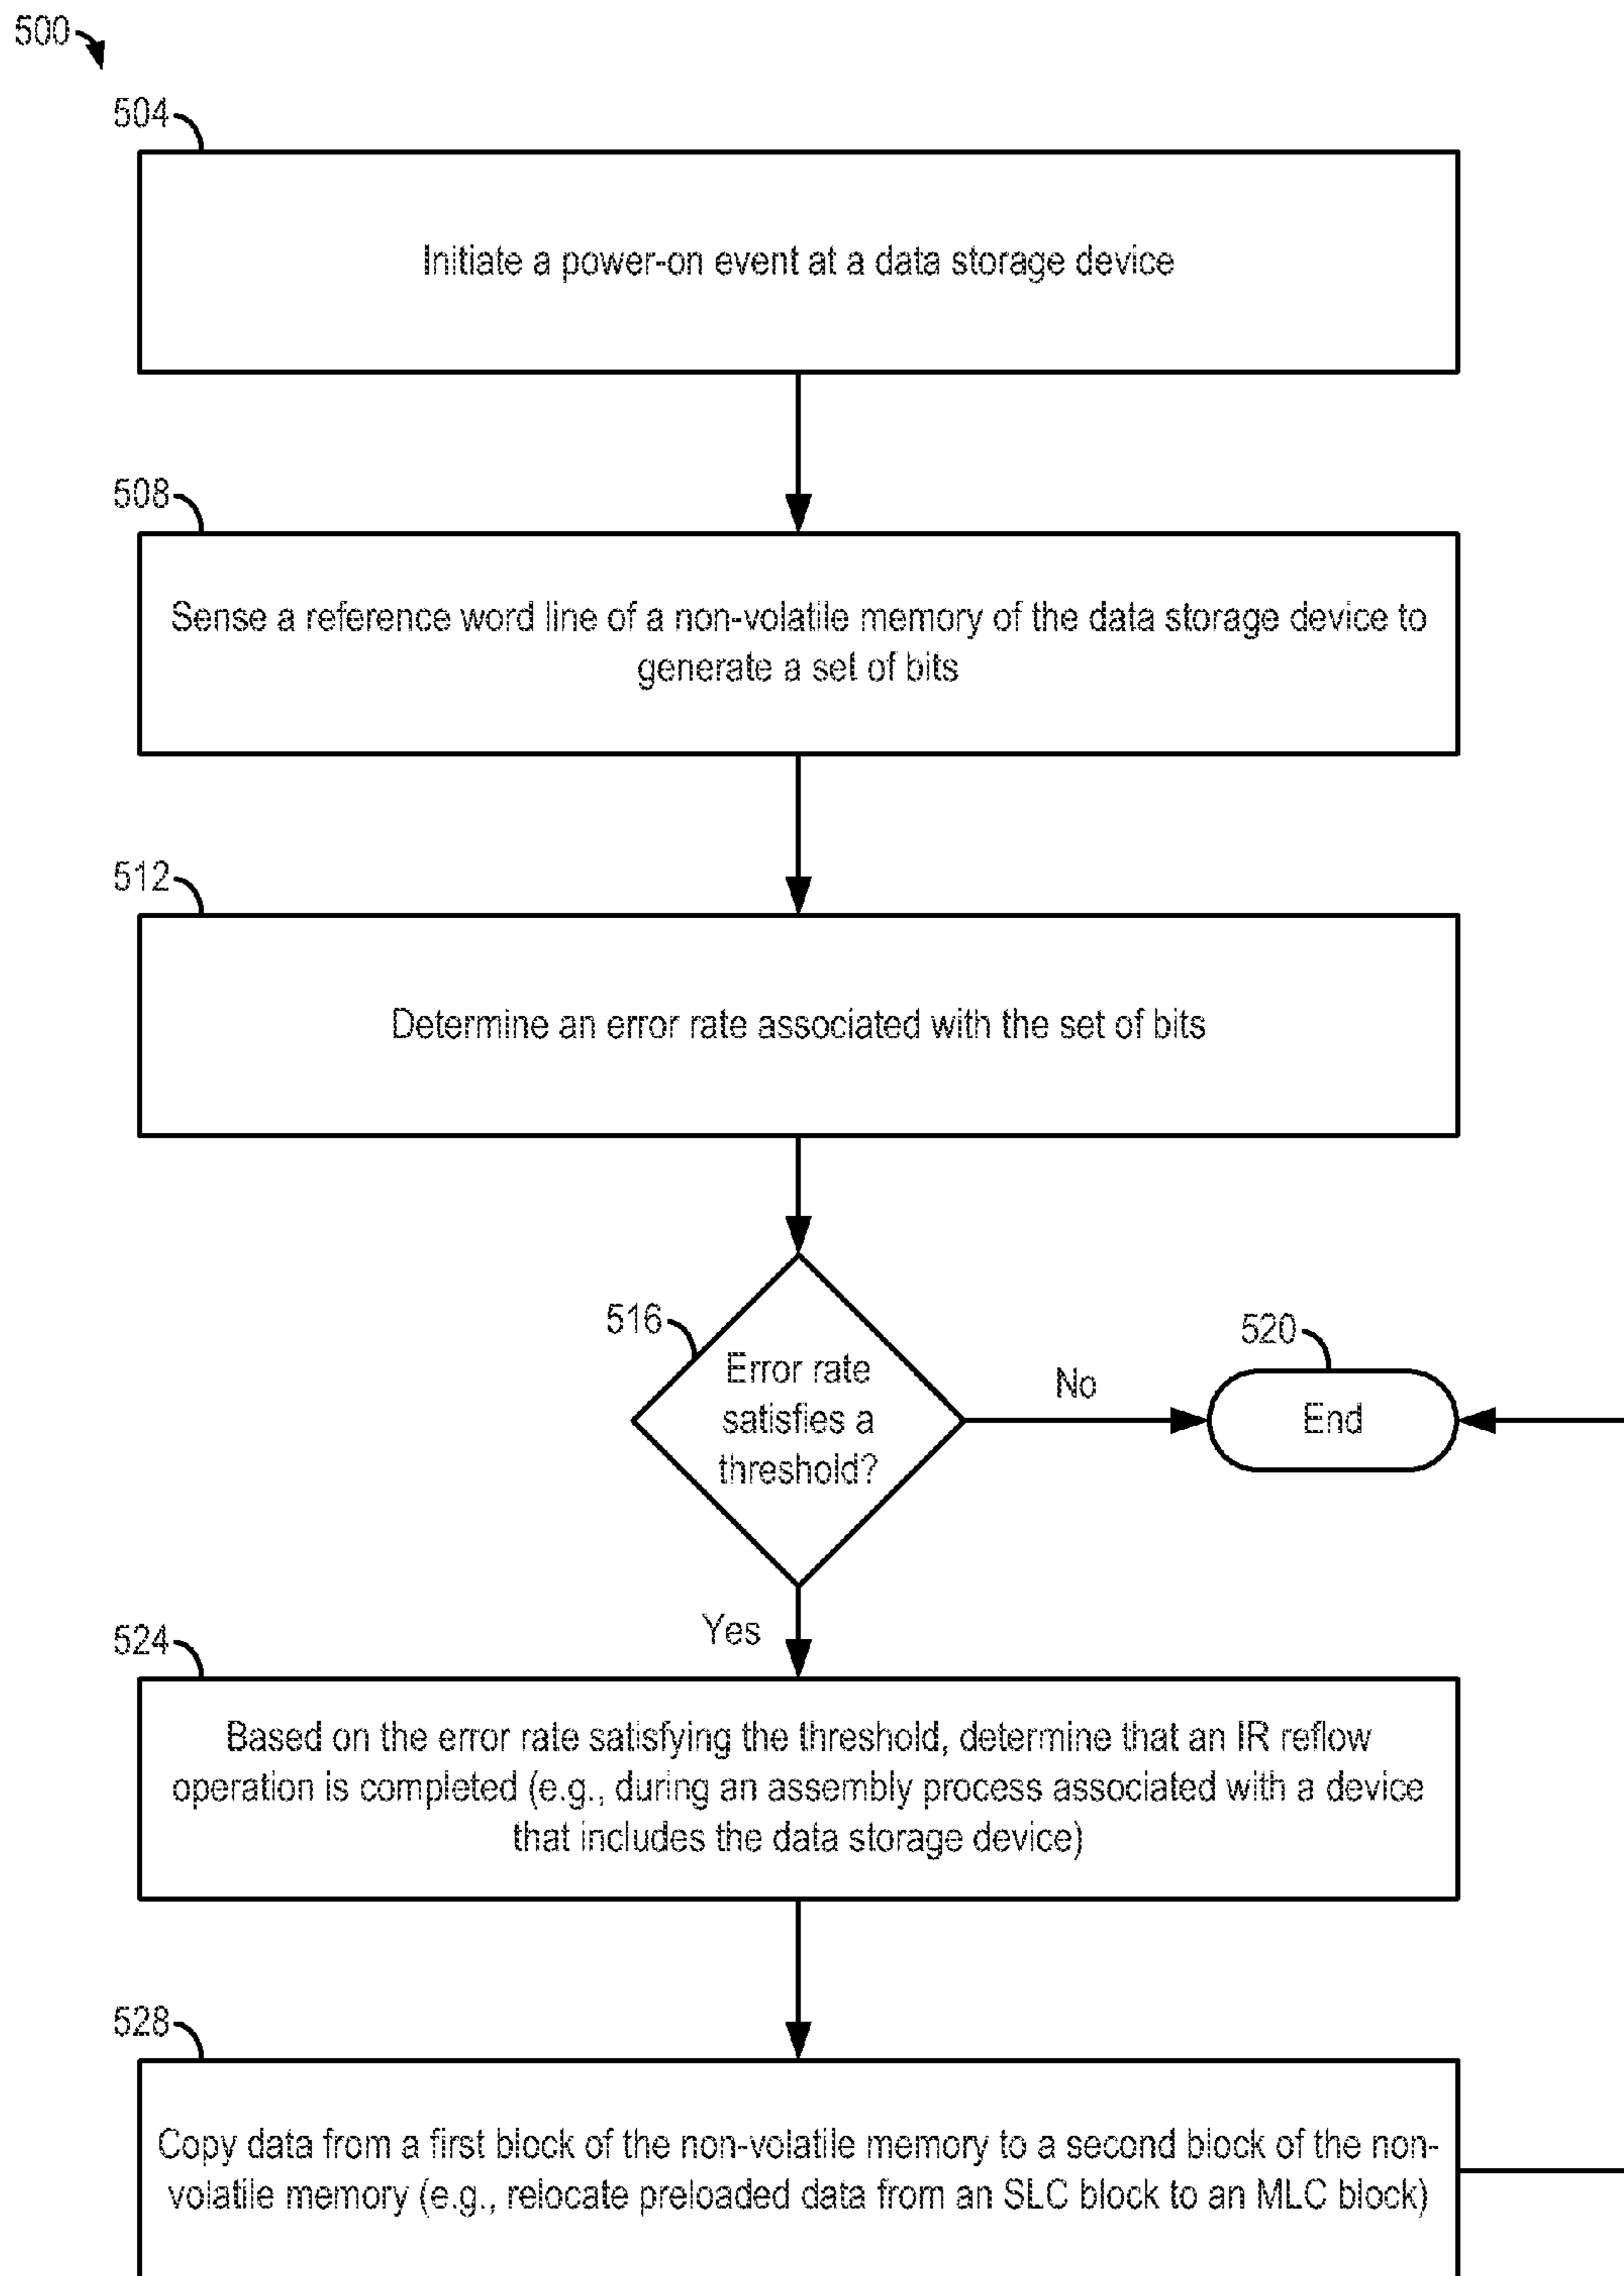 500
504
Initiate a power-on event at a data storage device
508
Sense a reference word line of a non-volatile memory of the data storage device to
generate a set of bits
512
Determine an error rate associated with the set of bits
516
Error rate
satisfies a
threshold?
No
520
End
Yes
524
Based on the error rate satisfying the threshold, determine that an IR reflow
operation is completed (e.g., during an assembly process associated with a device
that includes the data storage device)
528
Copy data from a first block of the non-volatile memory to a second block of the non-
volatile memory (e.g., relocate preloaded data from an SLC block to an MLC block)